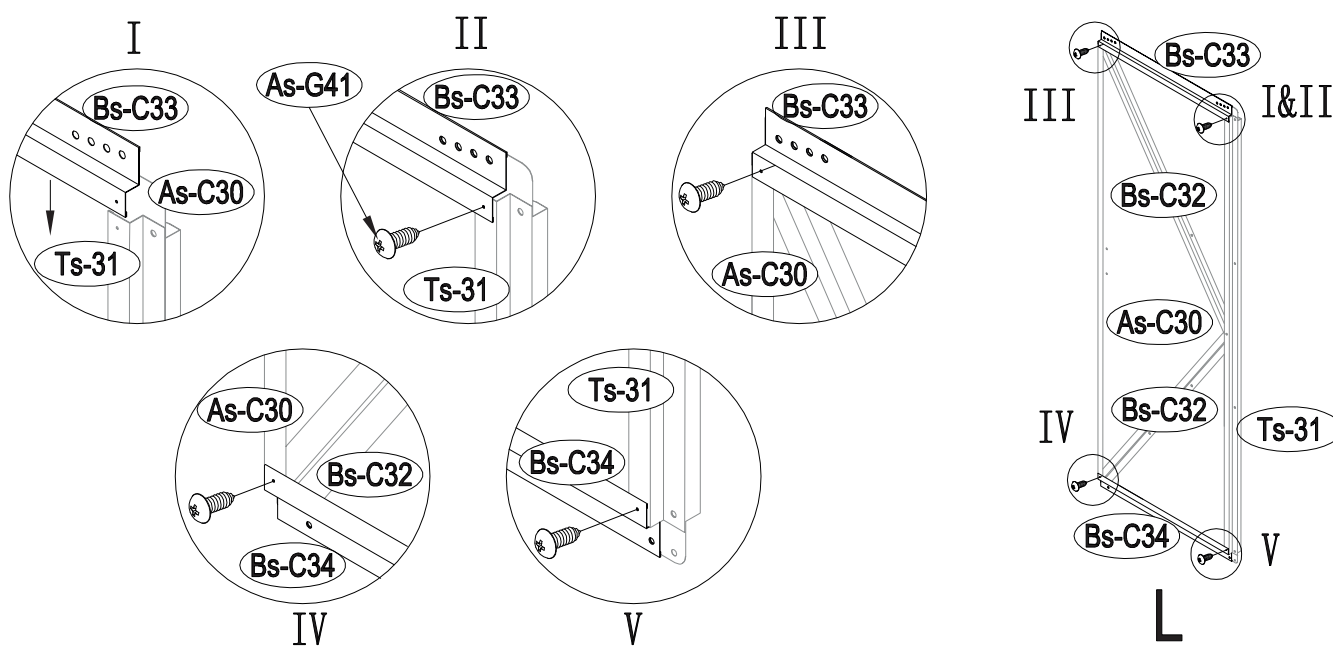 I
II
III
As-G41
Bs-C33
As-C30
Ts-31
Bs-C33
Ts-31
Bs-C33
As-C30
As-C30
Bs-C32
Bs-C34
IV
Ts-31
Bs-C34
V
Bs-C33
III
I&II
Bs-C32
As-C30
Bs-C32
IV
Ts-31
Bs-C34
V
L